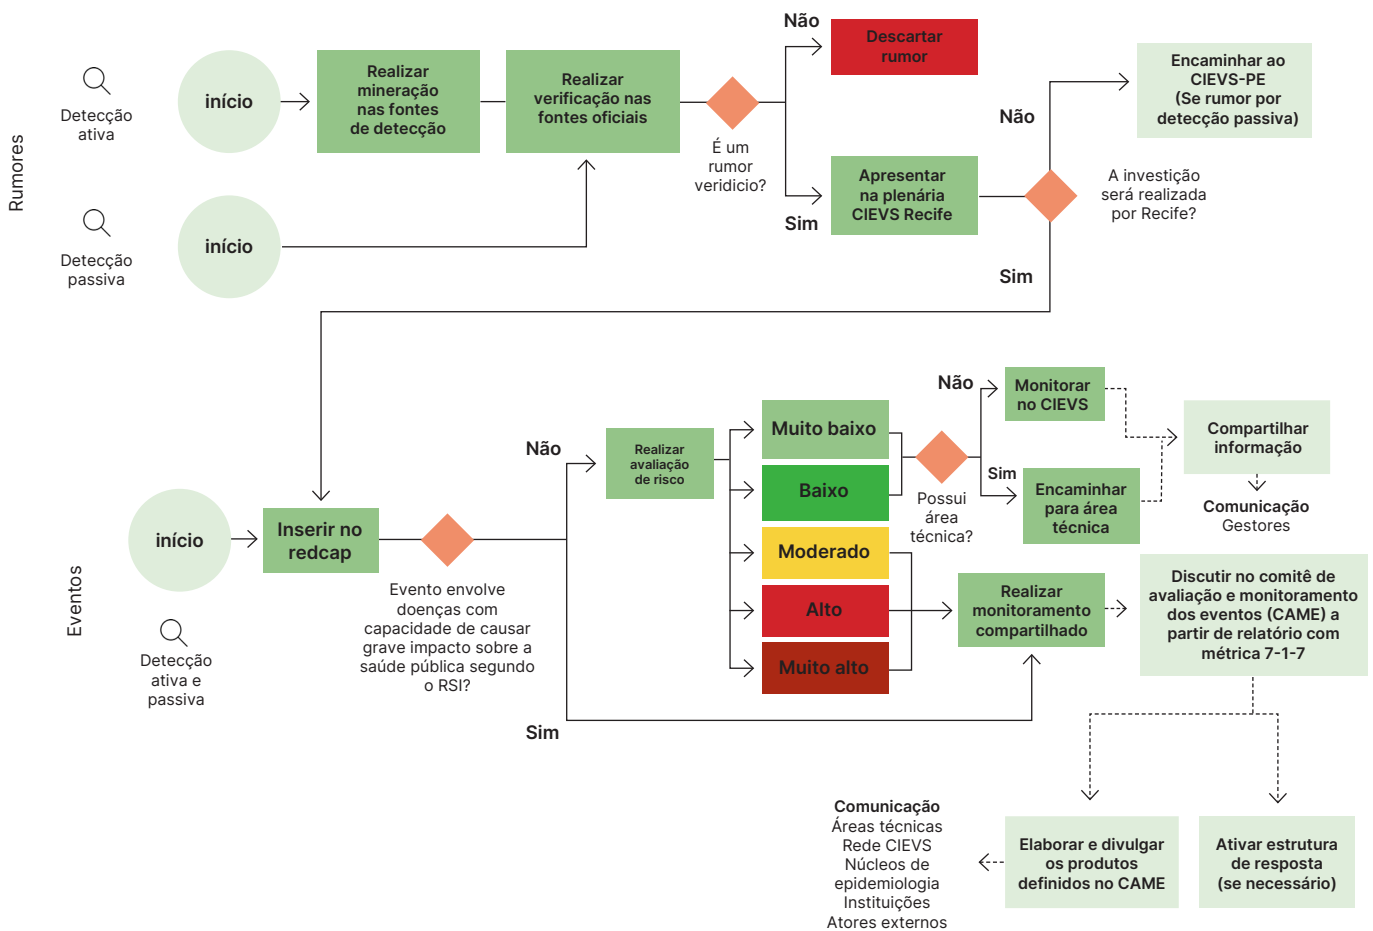 Rumores
Detecção
ativa
início
Realizar
mineração
nas fontes
de detecção
Realizar
verificação nas
fontes oficiais
É um
rumor
veridicio?
Não
Descartar
rumor
Sim
Apresentar
na plenária
CIEVS Recife
Não
Encaminhar ao
CIEVS-PE
(Se rumor por
detecção passiva)
A investição
será realizada
por Recife?
Sim
Detecção
passiva
início
Eventos
início
Detecção
ativa e
passiva
Inserir no
redcap
Evento envolve
doenças com
capacidade de causar
grave impacto sobre a
saúde pública segundo
o RSI?
Não
Sim
Realizar
avaliação
de risco
Muito baixo
Baixo
Moderado
Alto
Muito alto
Possui
área
técnica?
Não
Monitorar
no CIEVS
Sim
Encaminhar
para área
técnica
Compartilhar
informação
Comunicação
Gestores
Realizar
monitoramento
compartilhado
Discutir no comitê de
avaliação e monitoramento
dos eventos (CAME) a
partir de relatório com
métrica 7-1-7
Elaborar e divulgar
os produtos
definidos no CAME
Ativar estrutura
de resposta
(se necessário)
Comunicação
Áreas técnicas
Rede CIEVS
Núcleos de
epidemiologia
Instituições
Atores externos